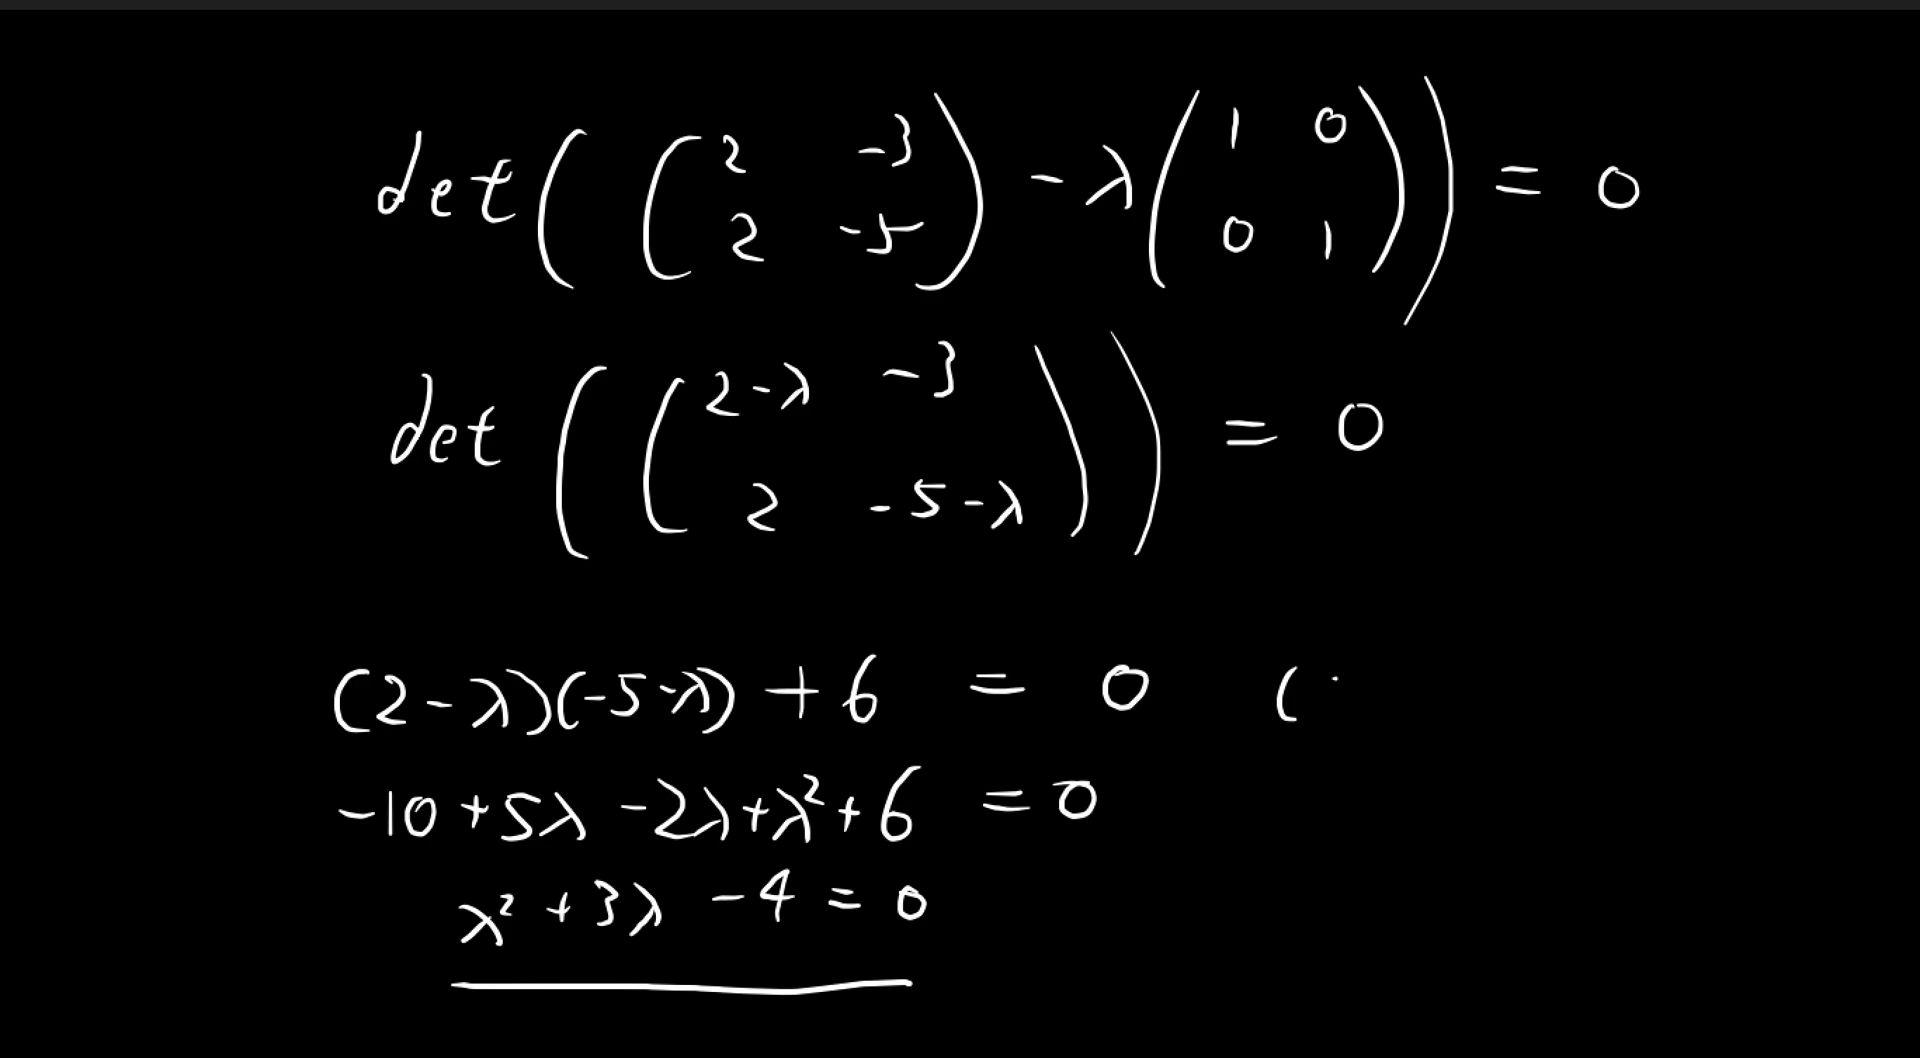 det( ( 2 -3 ) - λ ( 1 0 ) ) = 0
2 -5 0 1
det ( ( 2-λ -3 ) ) = 0
2 -5-λ
(2-λ)(-5-λ) + 6 = 0 (
-10 +5λ -2λ+λ²+6 = 0
λ² + 3λ - 4 = 0